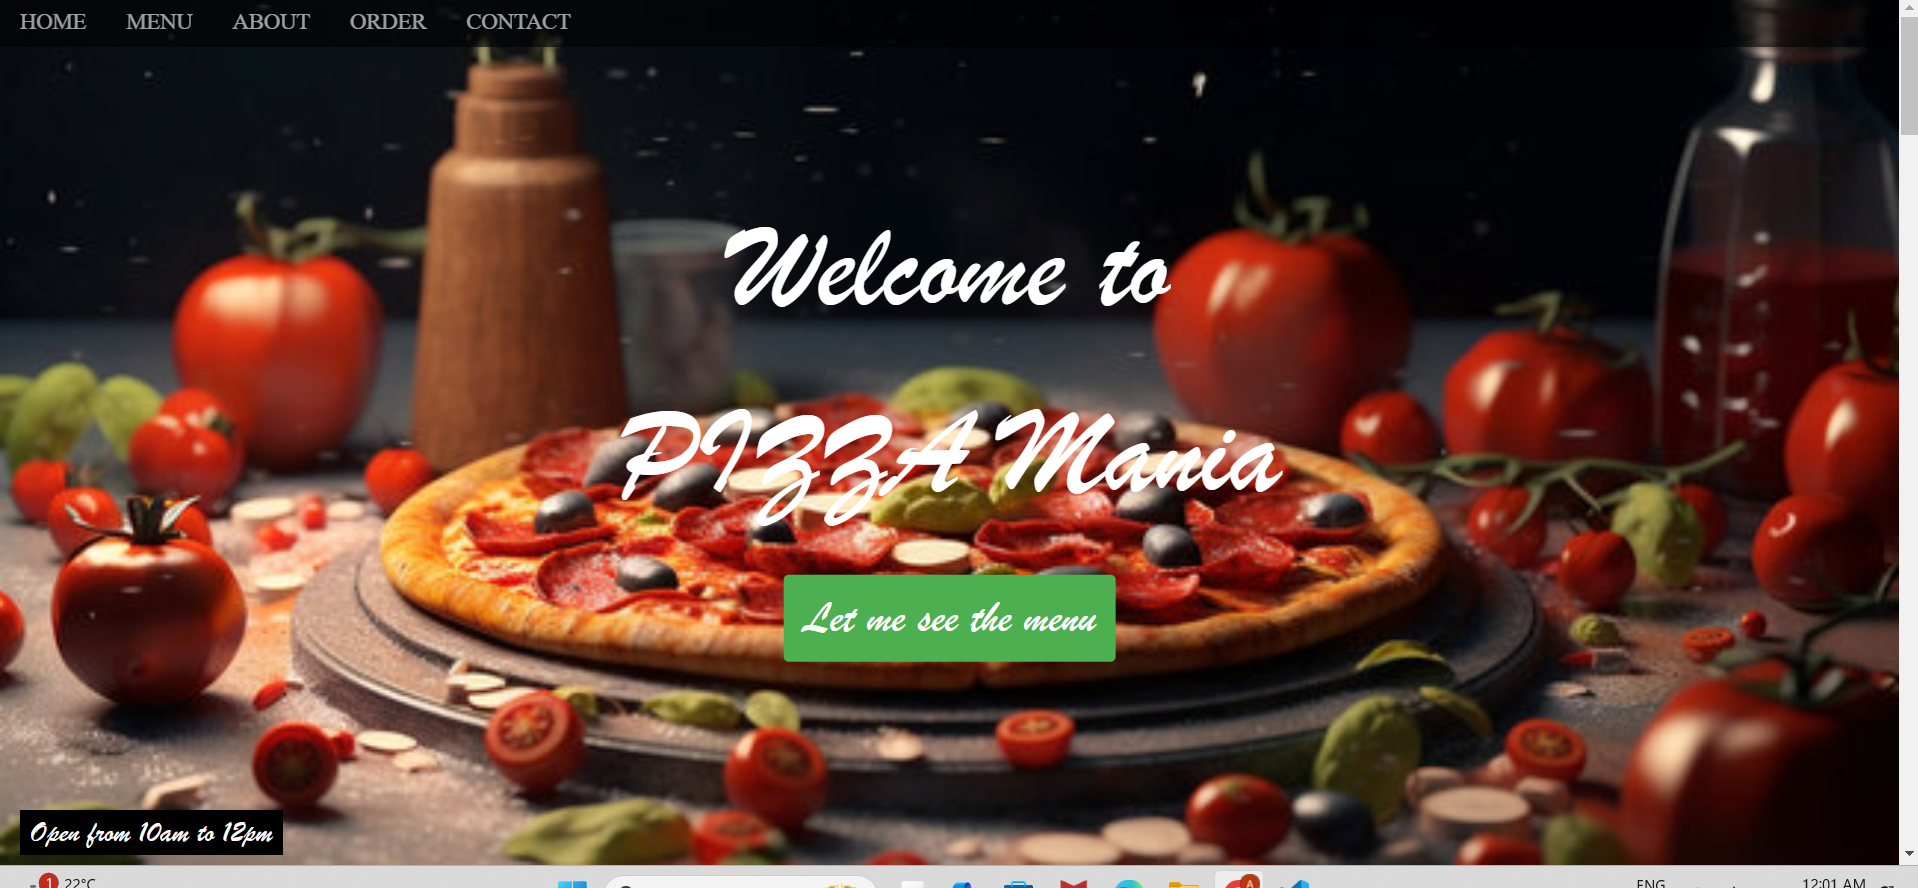 HOME MENU ABOUT ORDER CONTACT
Welcome to
PIZZA Mania
Let me see the menu
Open from 10am to 12pm
1 22°C A ENG 12:01 AM